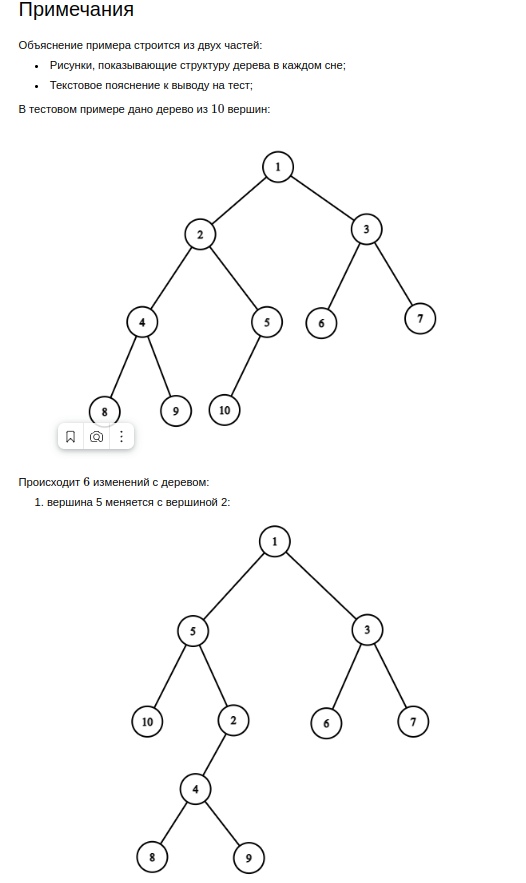 Примечания
Объяснение примера строится из двух частей:
• Рисунки, показывающие структуру дерева в каждом сне;
• Текстовое поясник к выводу на тест;
В тестовом примере дано дерево из 10 вершин:
1
2
3
4
5
6
7
8
9
10
Происходит 6 изменений с деревом:
1. вершина 5 меняется с вершиной 2:
1
5
3
10
2
6
7
4
8
9